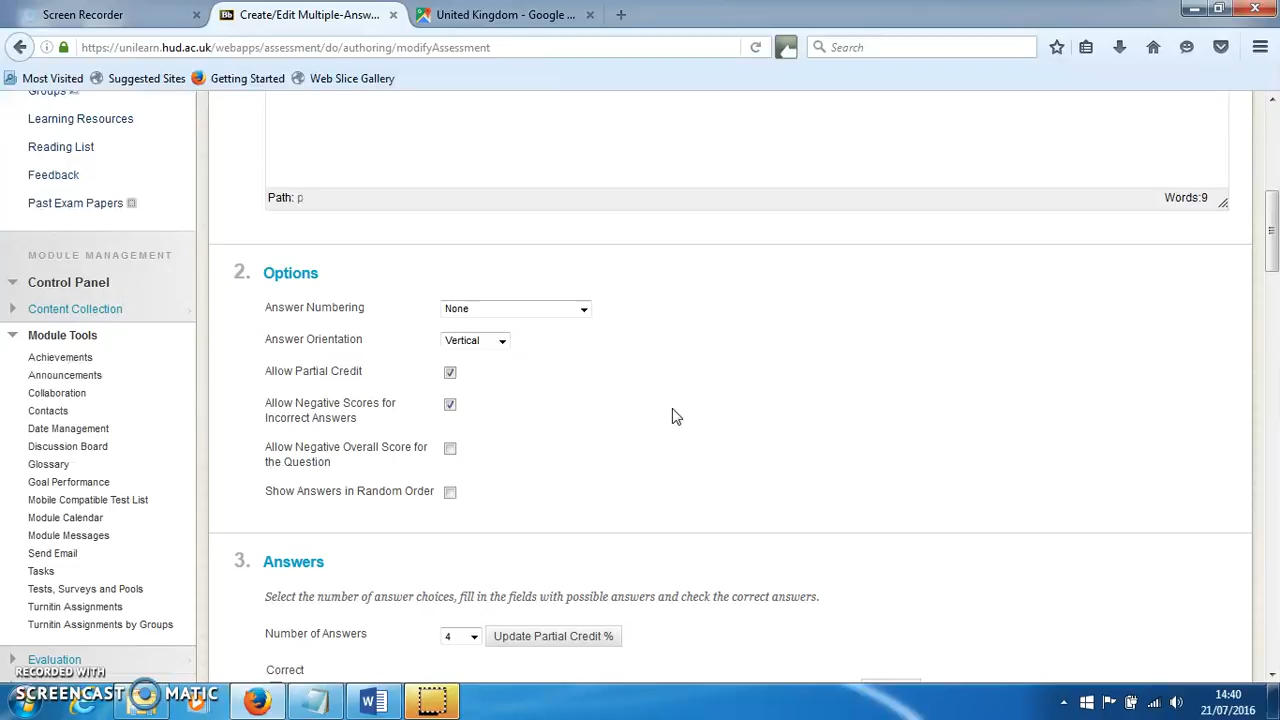 Screen Recorder
Create/Edit Multiple-Answ...
United Kingdom - Google ...
https://unilearn.hud.ac.uk/webapps/assessment/do/authoring/modifyAssessment
Search
Most Visited
Suggested Sites
Getting Started
Web Slice Gallery
Groups
Learning Resources
Reading List
Feedback
Past Exam Papers
MODULE MANAGEMENT
Control Panel
Content Collection
Module Tools
Achievements
Announcements
Collaboration
Contacts
Date Management
Discussion Board
Glossary
Goal Performance
Mobile Compatible Test List
Module Calendar
Module Messages
Send Email
Tasks
Tests, Surveys and Pools
Turnitin Assignments
Turnitin Assignments by Groups
Evaluation
Path: p
Words:9
2. Options
Answer Numbering
None
Answer Orientation
Vertical
Allow Partial Credit
Allow Negative Scores for
Incorrect Answers
Allow Negative Overall Score for
the Question
Show Answers in Random Order
3. Answers
Select the number of answer choices, fill in the fields with possible answers and check the correct answers.
Number of Answers
4
Update Partial Credit %
Correct
RECORDED WITH
SCREENCAST MATIC
14:40
21/07/2016